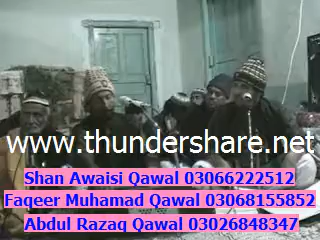 www.thundershare.net
Shan Awaisi Qawal 03066222512
Faqeer Muhamad Qawal 03068155852
Abdul Razaq Qawal 03026848347